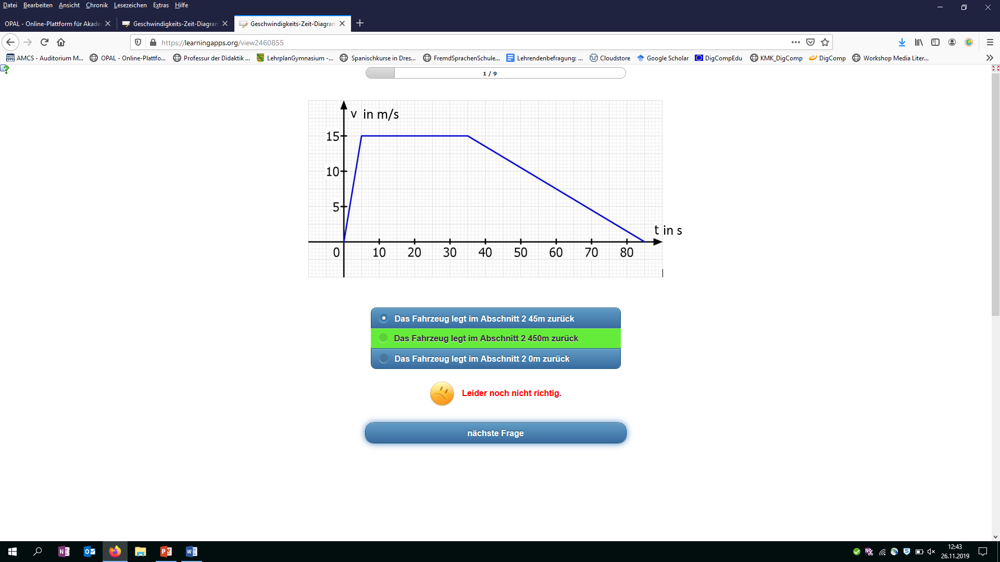 Datei Bearbeiten Ansicht Chronik Lesezeichen Extras Hilfe
OPAL - Online-Plattform für Akade
Geschwindigkeits-Zeit-Diagram
Geschwindigkeits-Zeit-Diagram
https://learningapps.org/view2460855
AMCS - Auditorium M... OPAL - Online-Plattfo... Professur der Didaktik ... LehrplanGymnasium -... Spanischkurse in Dres... FremdSprachenSchule... Lehrendenbefragung: ... Cloudstore Google Scholar DigCompEdu KMK_DigComp DigComp Workshop Media Liter...
1 / 9
v in m/s
15
10
5
t in s
0 10 20 30 40 50 60 70 80
Das Fahrzeug legt im Abschnitt 2 45m zurück
Das Fahrzeug legt im Abschnitt 2 450m zurück
Das Fahrzeug legt im Abschnitt 2 0m zurück
Leider noch nicht richtig.
nächste Frage
12:43
26.11.2019